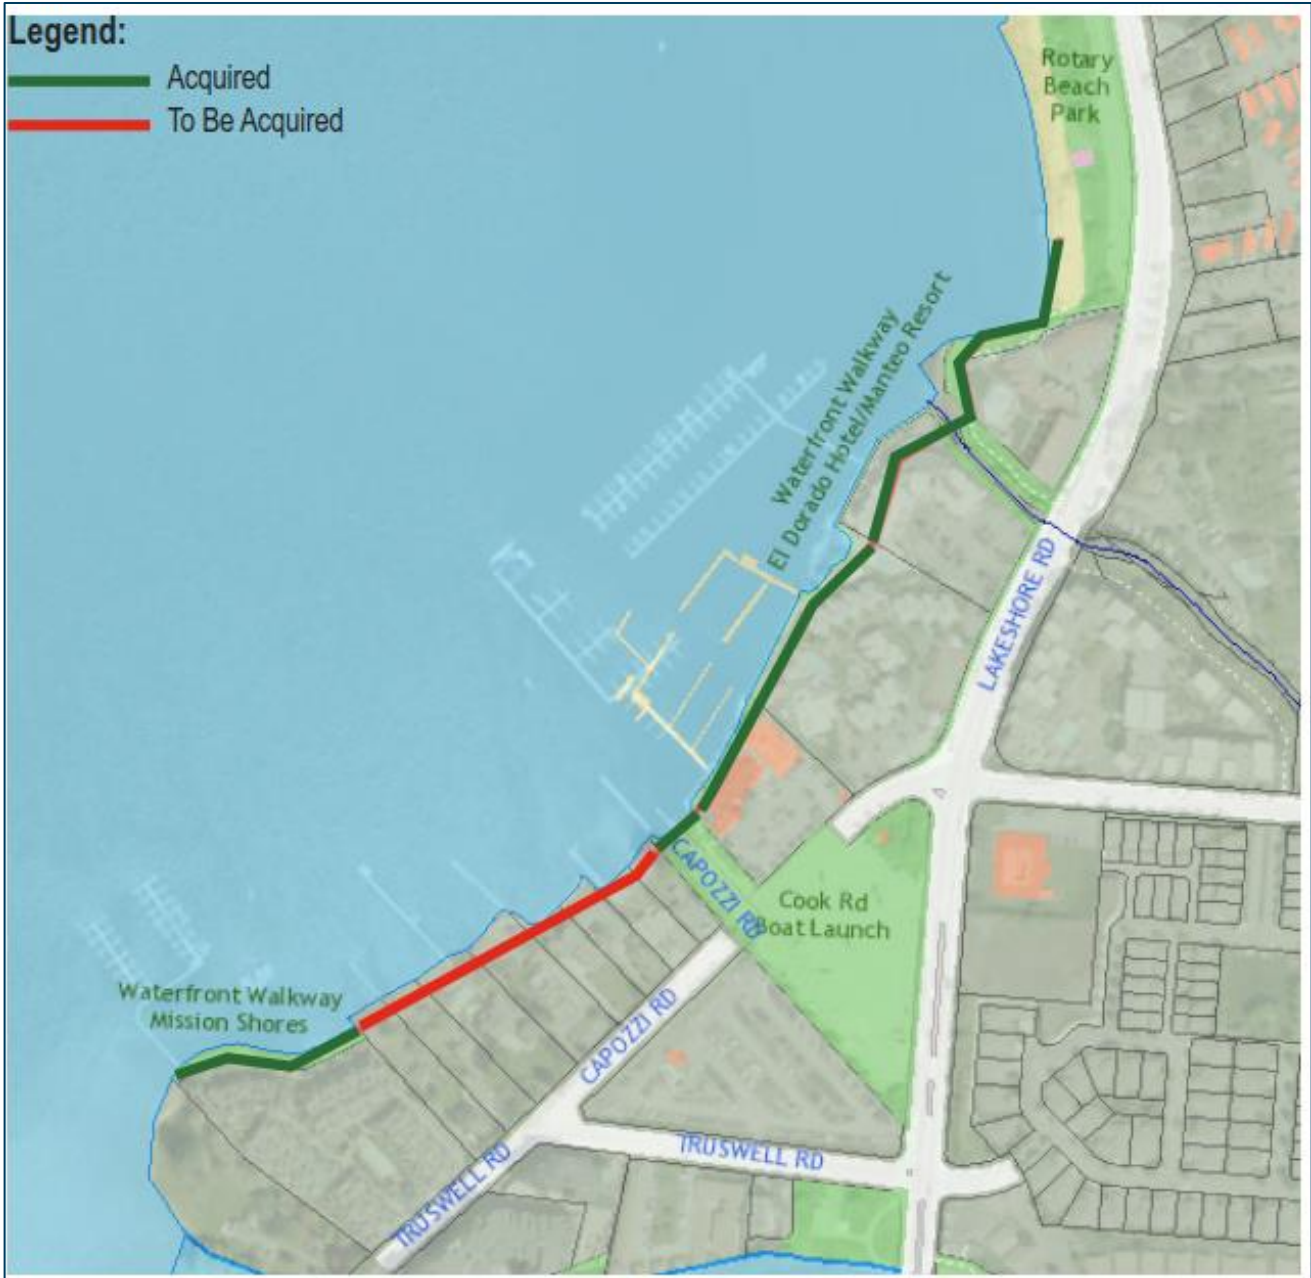 Legend:
Acquired
To Be Acquired
Rotary
Beach
Park
Waterfront Walkway
El Dorado Hotel/Manteo Resort
LAKESHORE RD
CAPOZZI RD
Cook Rd
Boat Launch
Waterfront Walkway
Mission Shores
CAPOZZI RD
TRUSWELL RD
TRUSWELL RD